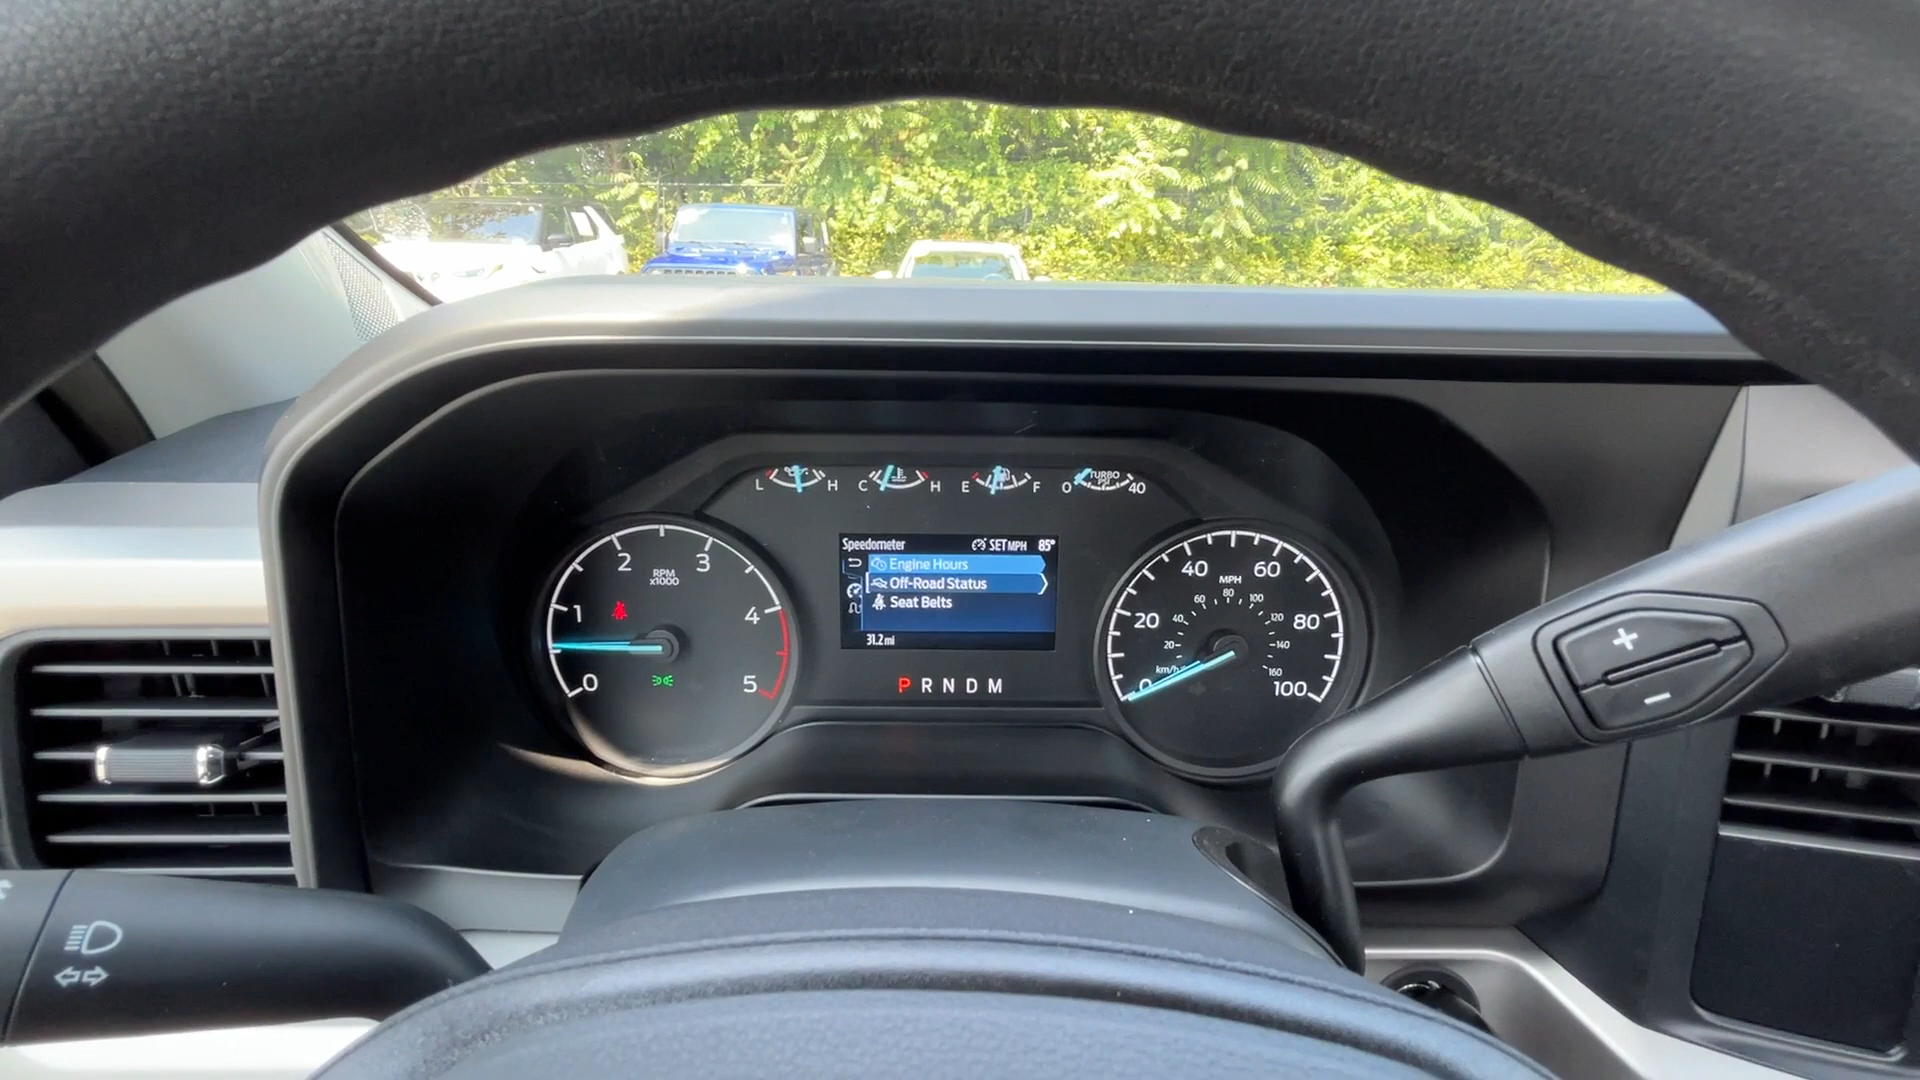 L H C H E F 0 TURBO PSI 40
Speedometer SET MPH 85°
Engine Hours
Off-Road Status
Seat Belts
31.2 mi
P R N D M
0 1 2 3 4 5
RPM
x1000
0 20 40 60 80 100
MPH
20 40 60 80 100 120 140 160
km/h
+
-